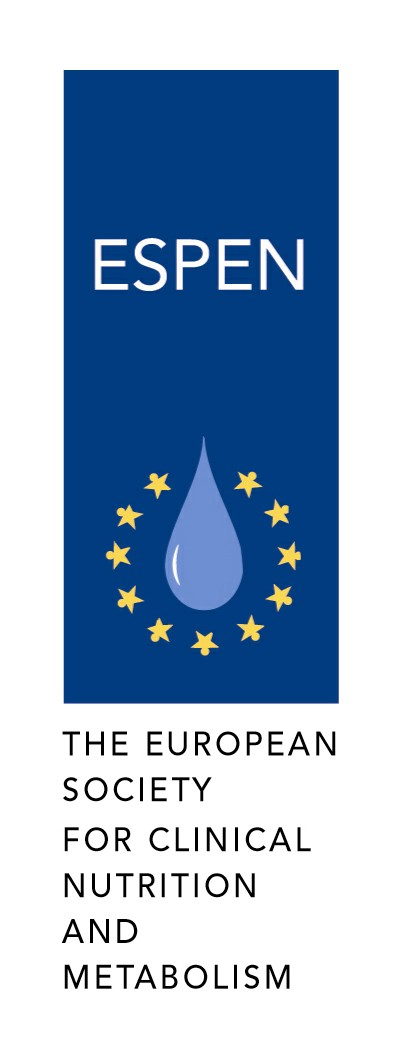 ESPEN
THE EUROPEAN
SOCIETY
FOR CLINICAL
NUTRITION
AND
METABOLISM